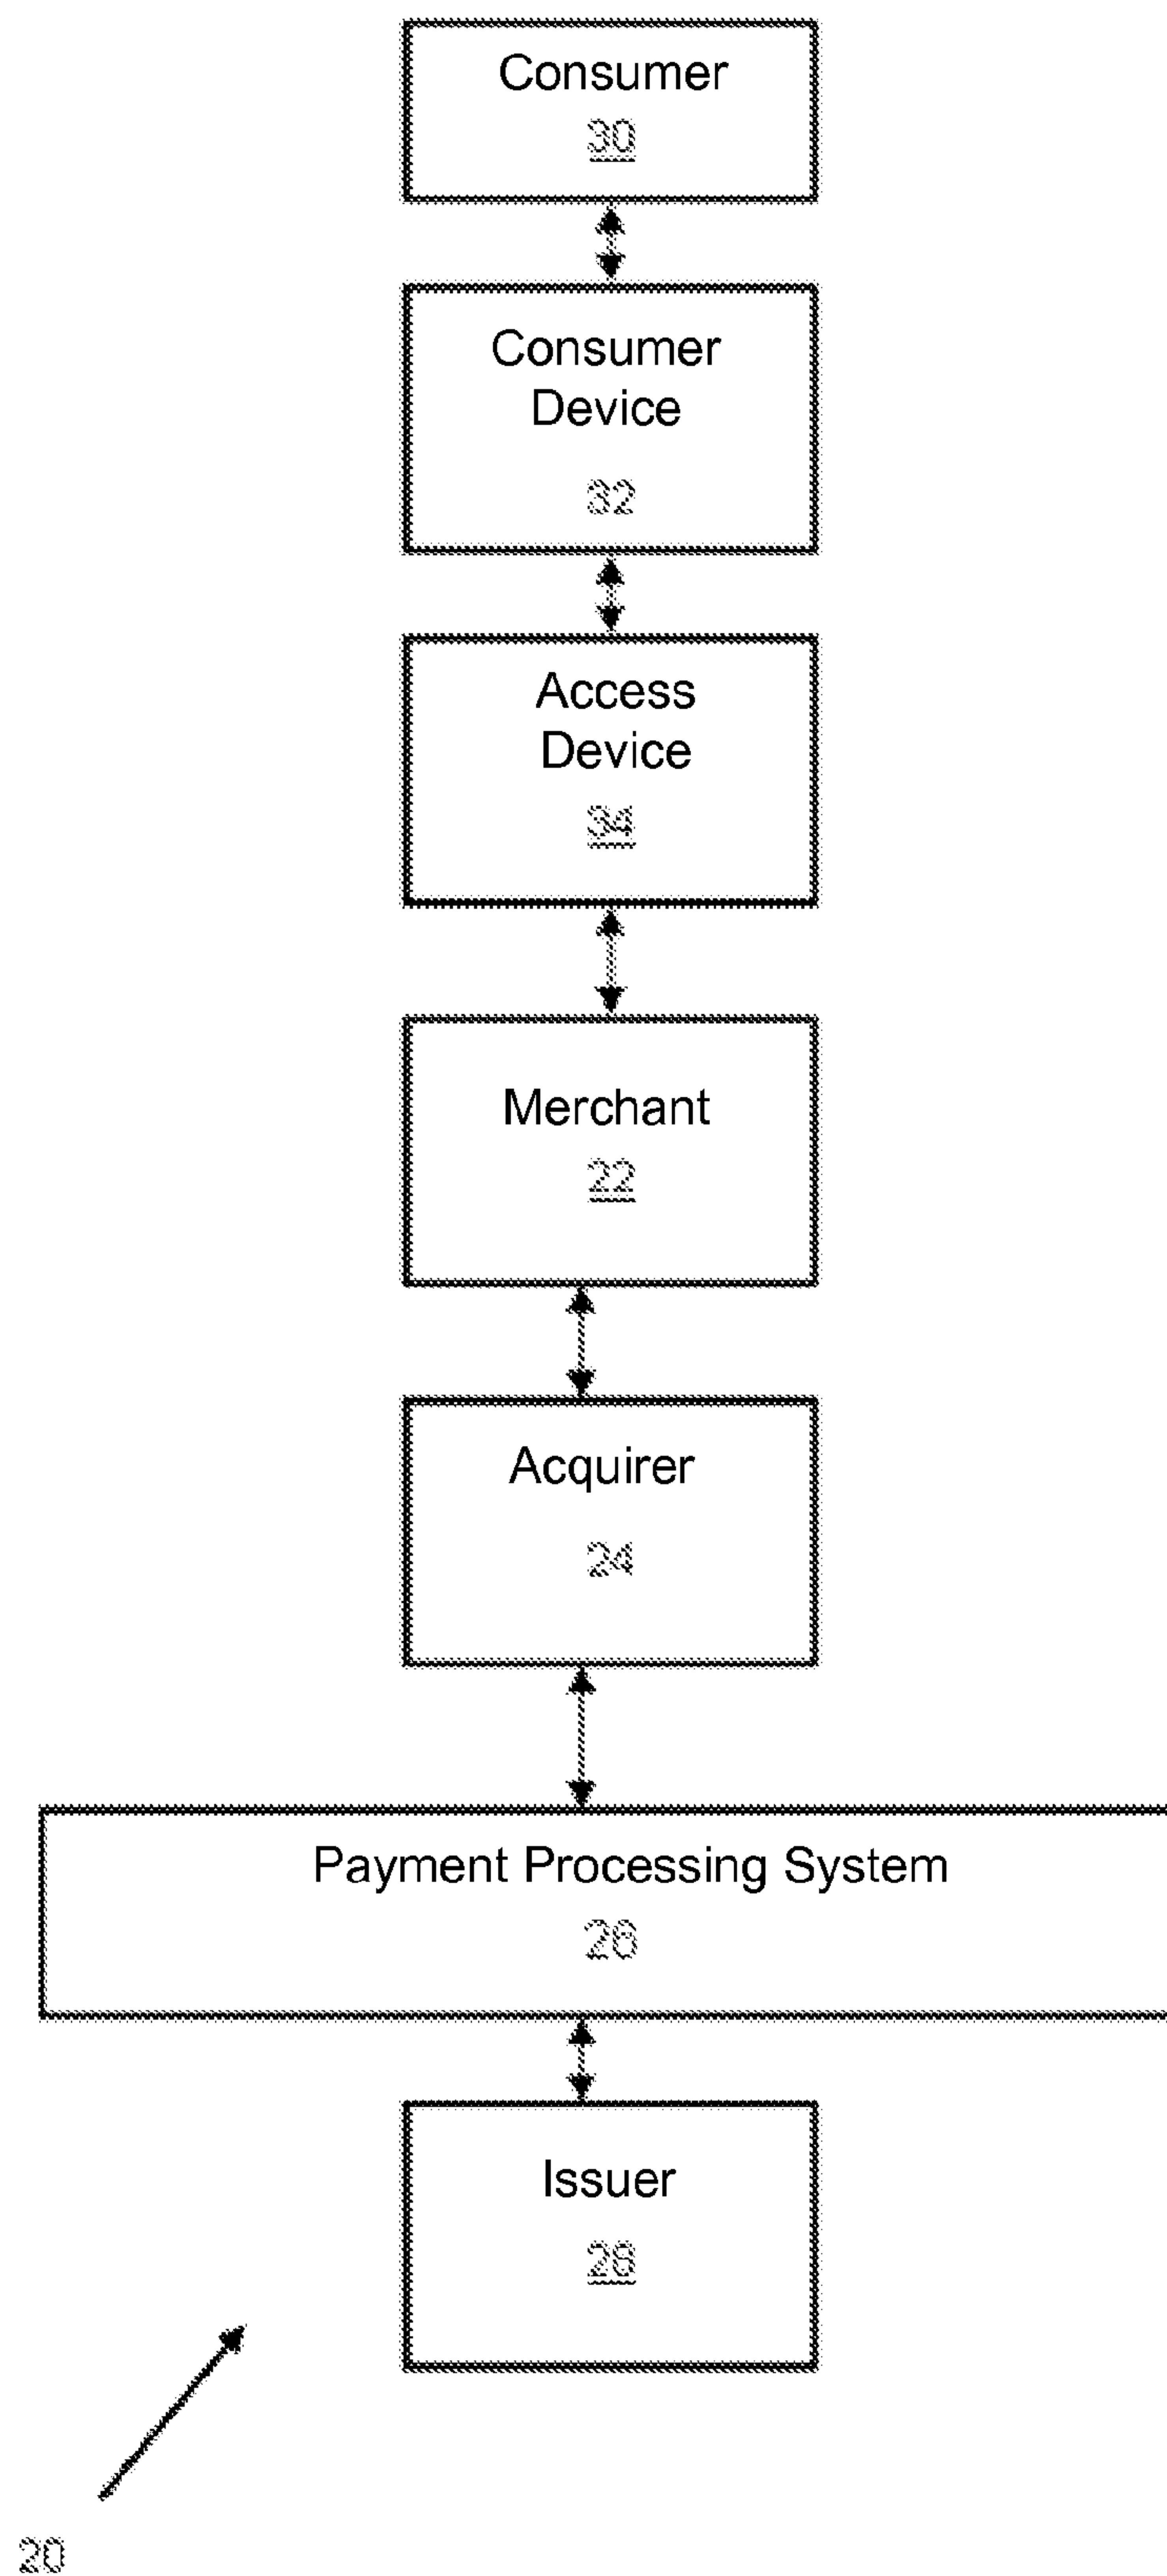 Consumer
30
Consumer
Device
32
Access
Device
34
Merchant
22
Acquirer
24
Payment Processing System
26
Issuer
28
20